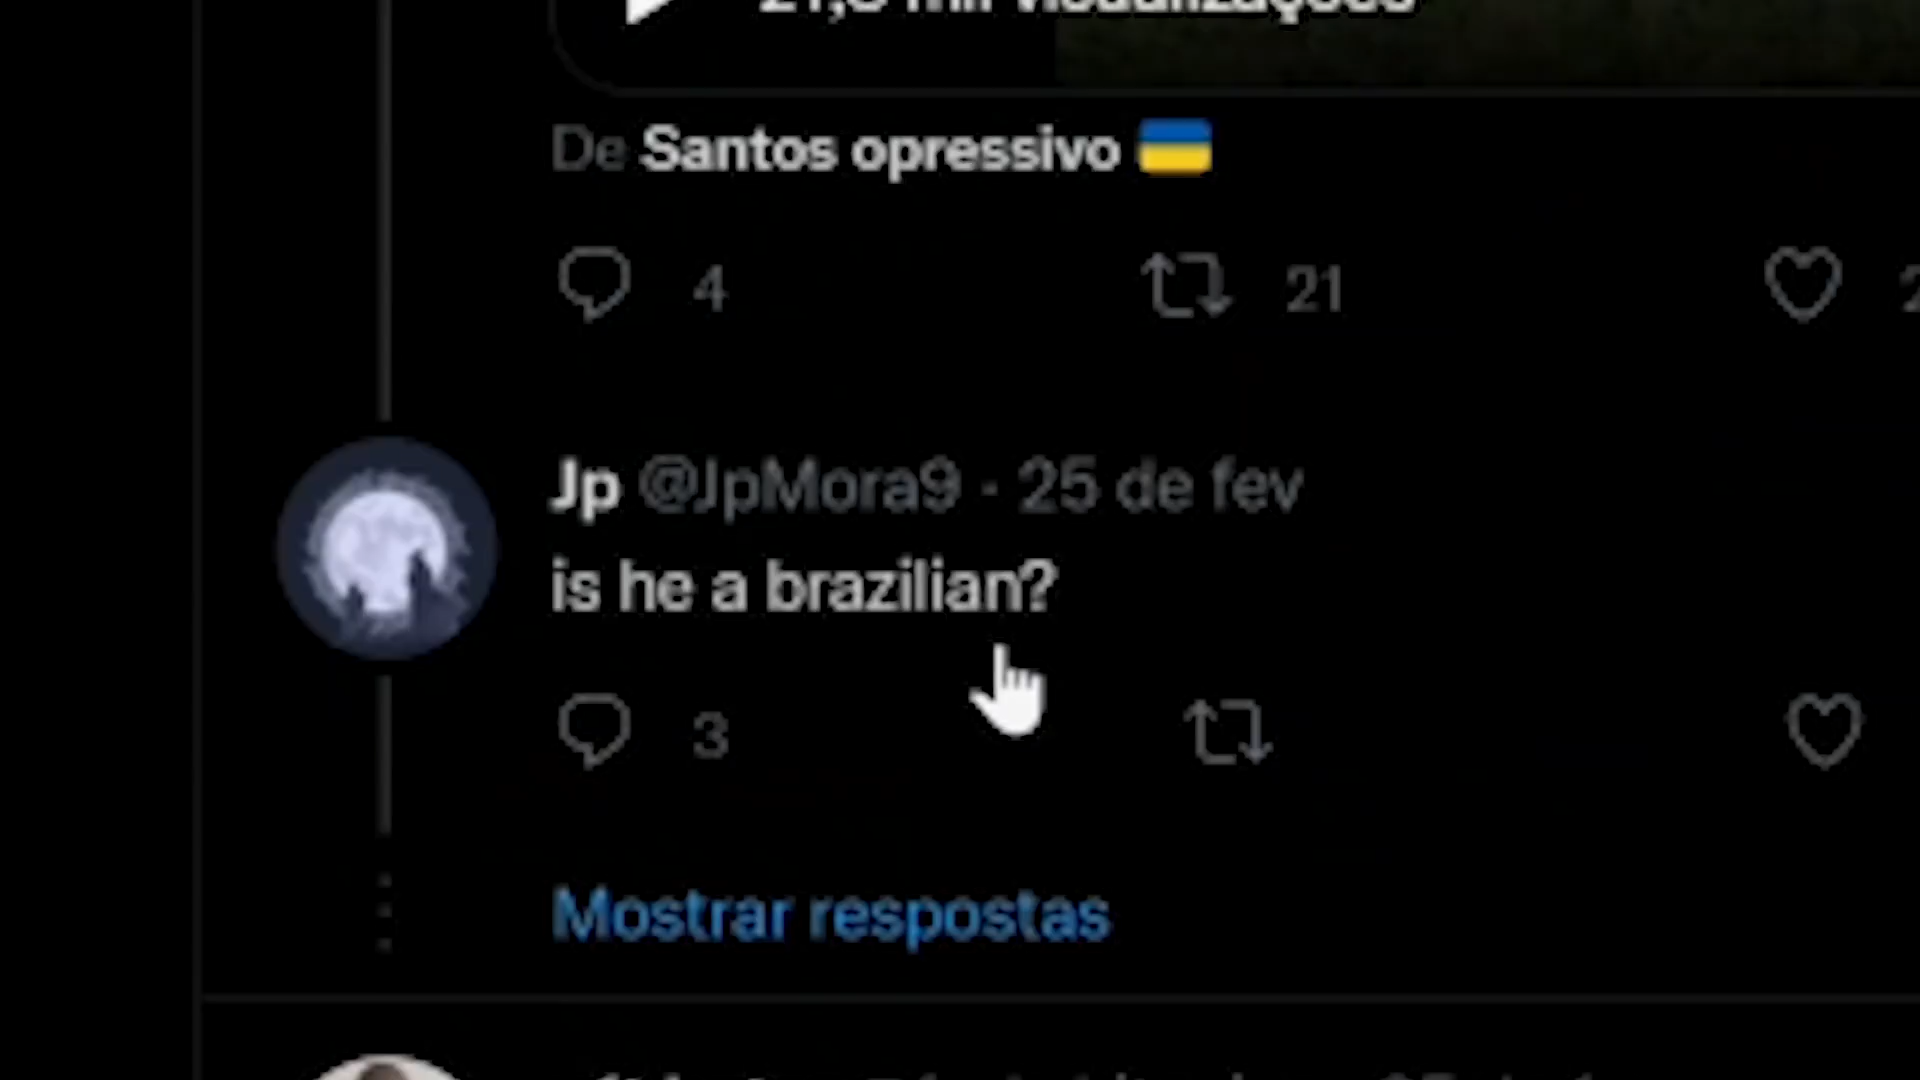 De Santos opressivo 🇺🇦
4 21
Jp @JpMora9 · 25 de fev
is he a brazilian?
3
Mostrar respostas